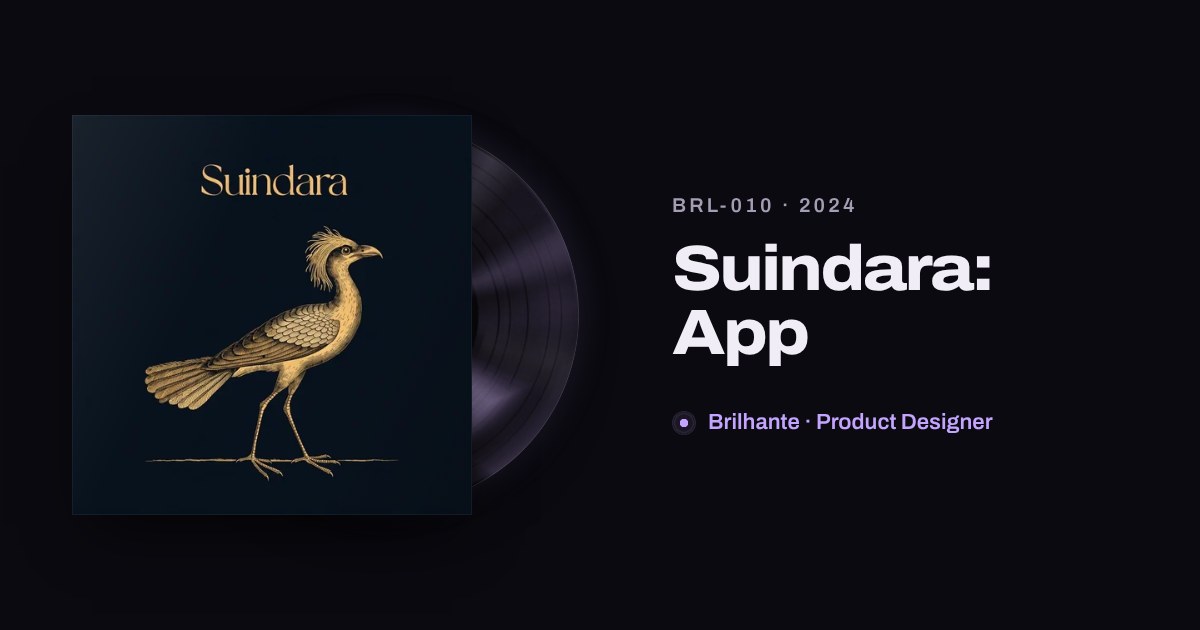 Suindara
BRL-010 · 2024
Suindara:
App
Brilhante · Product Designer